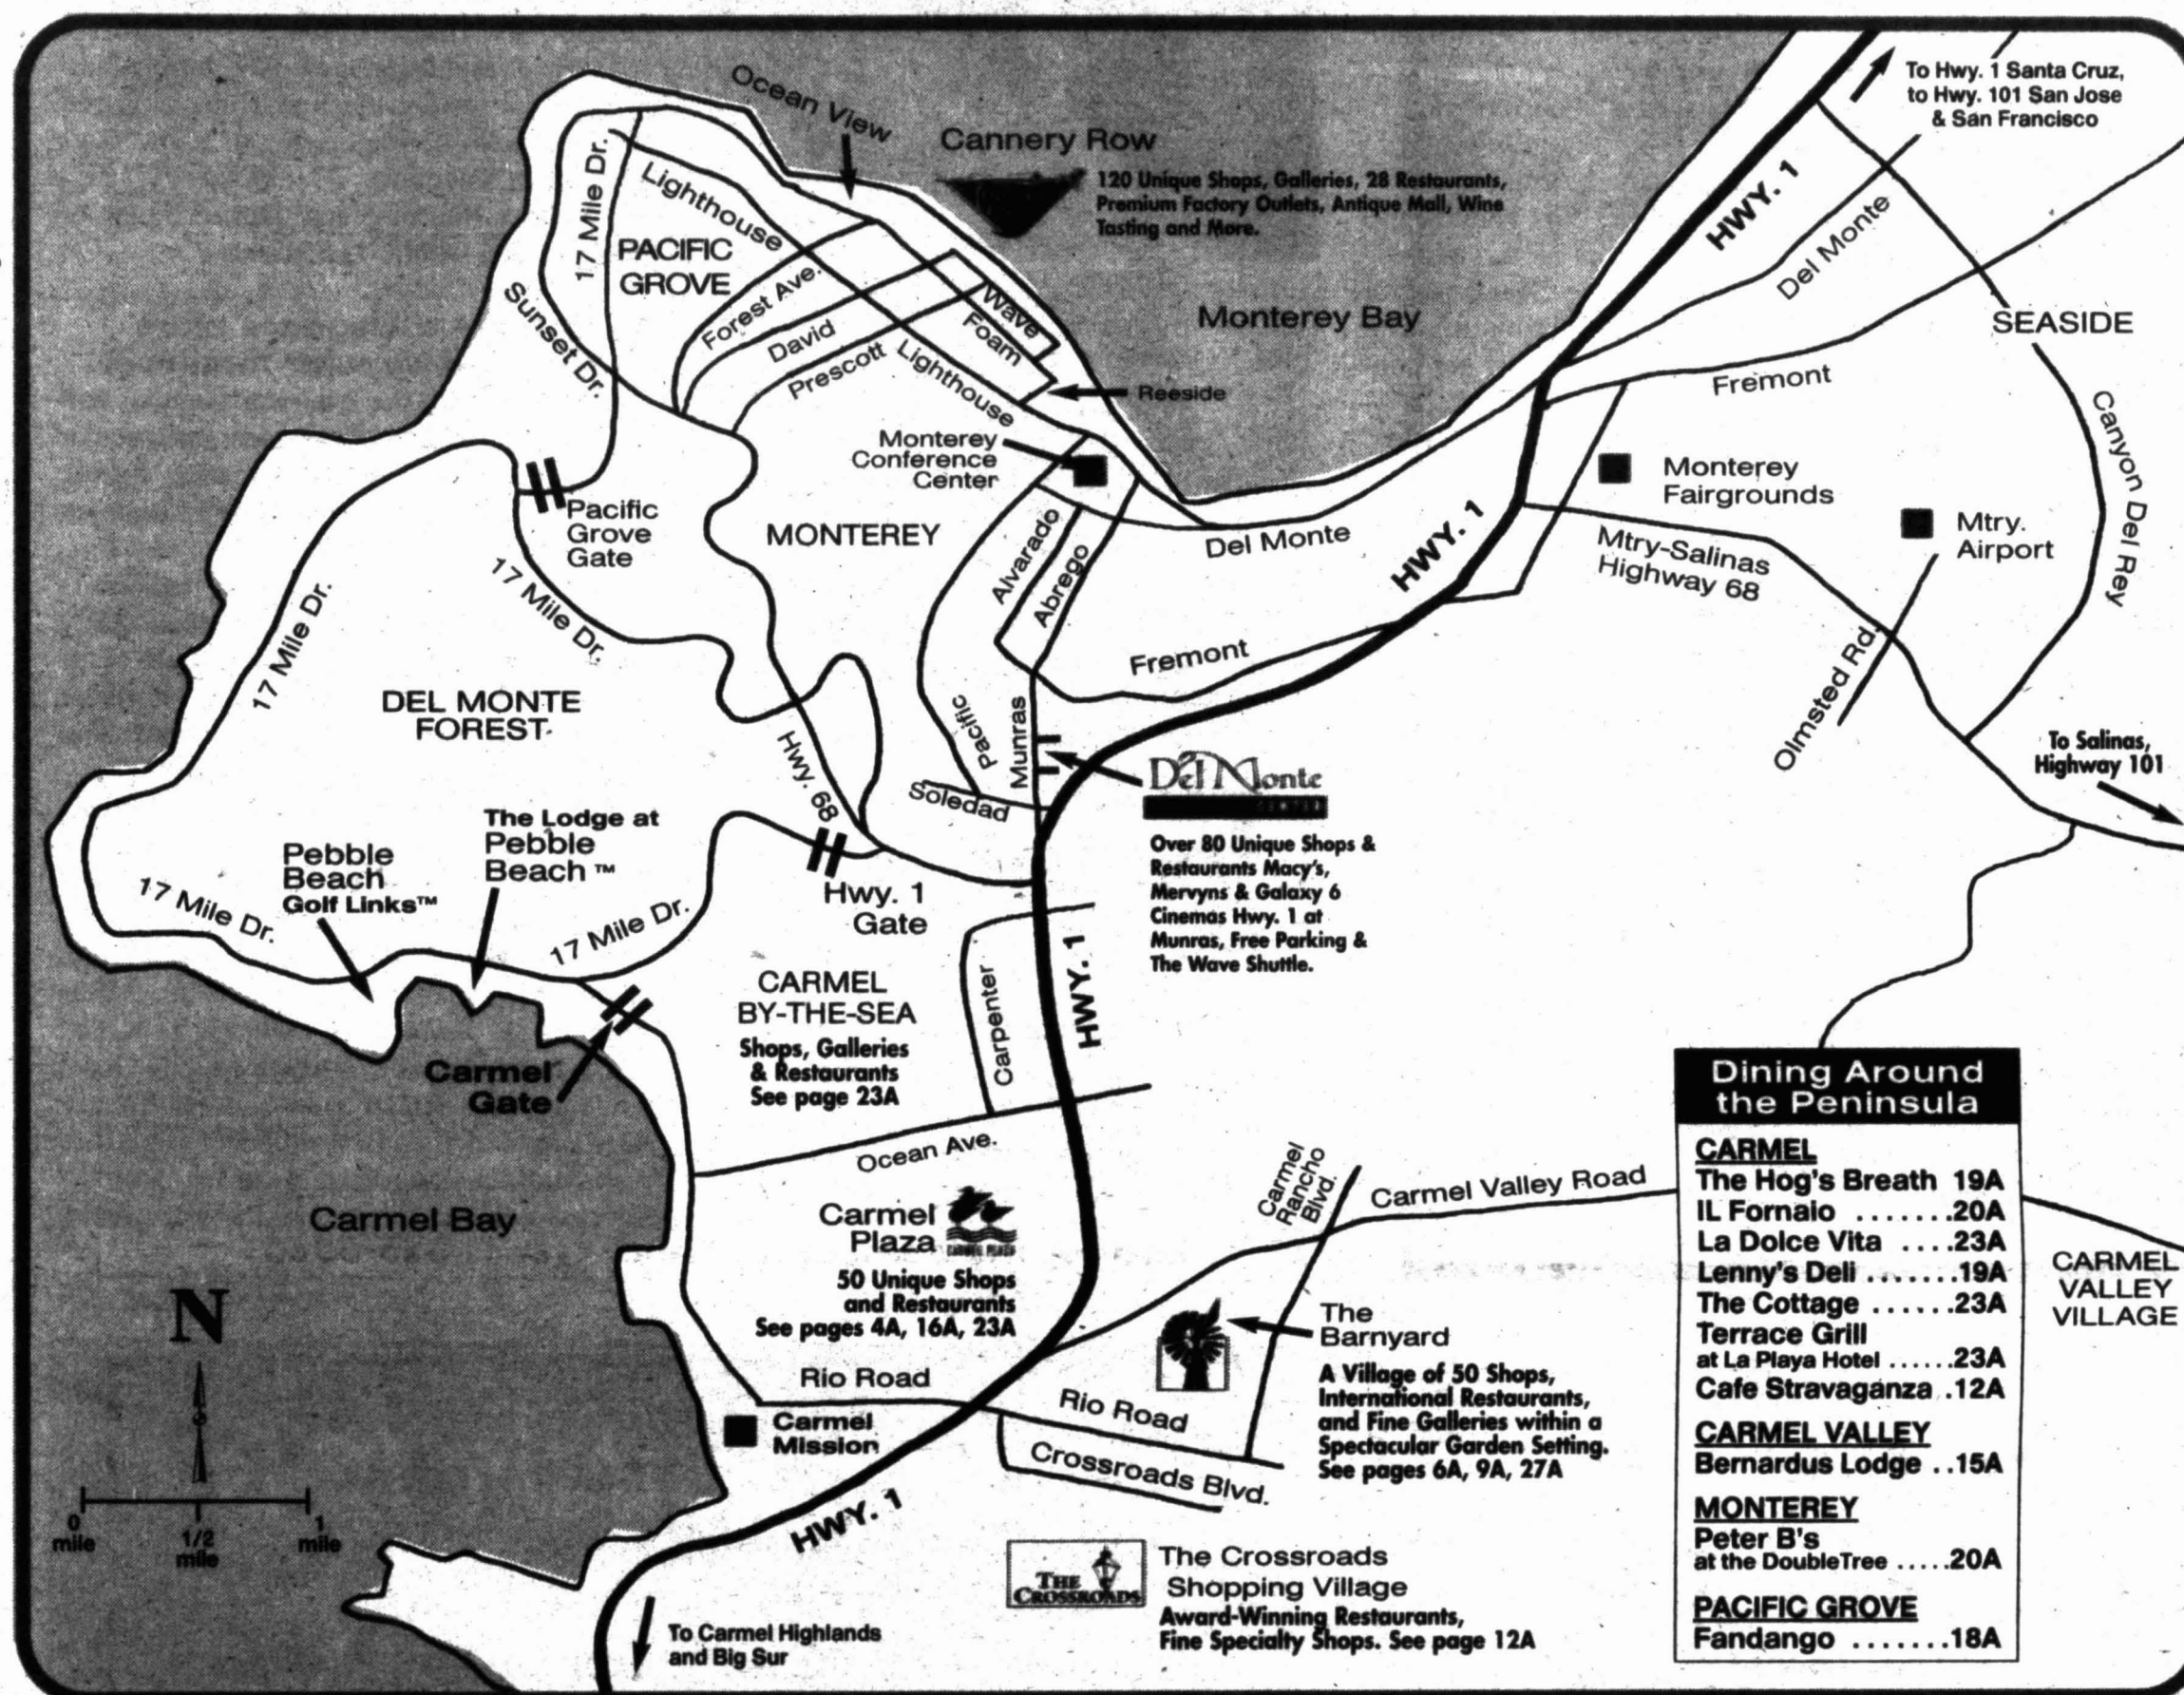 Ocean View
Cannery Row
120 Unique Shops, Galleries, 28 Restaurants,
Premium Factory Outlets, Antique Mall, Wine
Tasting and More.
To Hwy. 1 Santa Cruz,
to Hwy. 101 San Jose
& San Francisco
HWY. 1
Del Monte
17 Mile Dr.
Lighthouse
PACIFIC
GROVE
Forest Ave.
Sunset Dr.
David
Prescott
Lighthouse
Wave
Foam
Reeside
Monterey Bay
SEASIDE
Fremont
Canyon Del Rey
Monterey
Conference
Center
Monterey
Fairgrounds
Mtry.
Airport
Pacific
Grove
Gate
MONTEREY
Alvarado
Abrego
Del Monte
HWY. 1
Mtry-Salinas
Highway 68
17 Mile Dr.
17 Mile Dr.
Fremont
Olmsted Rd.
DEL MONTE
FOREST
Hwy. 68
Pacific
Munras
Soledad
To Salinas,
Highway 101
Del Monte
CENTER
Over 80 Unique Shops &
Restaurants Macy's,
Mervyns & Galaxy 6
Cinemas Hwy. 1 at
Munras, Free Parking &
The Wave Shuttle.
The Lodge at
Pebble
Beach™
Pebble
Beach
Golf Links™
17 Mile Dr.
17 Mile Dr.
Hwy. 1
Gate
CARMEL
BY-THE-SEA
Shops, Galleries
& Restaurants
See page 23A
Carpenter
HWY. 1
Carmel
Gate
Ocean Ave.
Carmel Bay
Carmel
Plaza
CARMEL PLAZA
50 Unique Shops
and Restaurants
See pages 4A, 16A, 23A
Carmel
Rancho
Blvd.
Carmel Valley Road
CARMEL
VALLEY
VILLAGE
The
Barnyard
A Village of 50 Shops,
International Restaurants,
and Fine Galleries within a
Spectacular Garden Setting.
See pages 6A, 9A, 27A
Rio Road
Rio Road
Carmel
Mission
Crossroads Blvd.
HWY. 1
N
0
mile
1/2
mile
1
mile
THE
CROSSROADS
The Crossroads
Shopping Village
Award-Winning Restaurants,
Fine Specialty Shops. See page 12A
To Carmel Highlands
and Big Sur
Dining Around
the Peninsula
CARMEL
The Hog's Breath 19A
IL Fornaio .......20A
La Dolce Vita ....23A
Lenny's Deli .......19A
The Cottage ......23A
Terrace Grill
at La Playa Hotel ......23A
Cafe Stravaganza .12A
CARMEL VALLEY
Bernardus Lodge ..15A
MONTEREY
Peter B's
at the DoubleTree .....20A
PACIFIC GROVE
Fandango .......18A